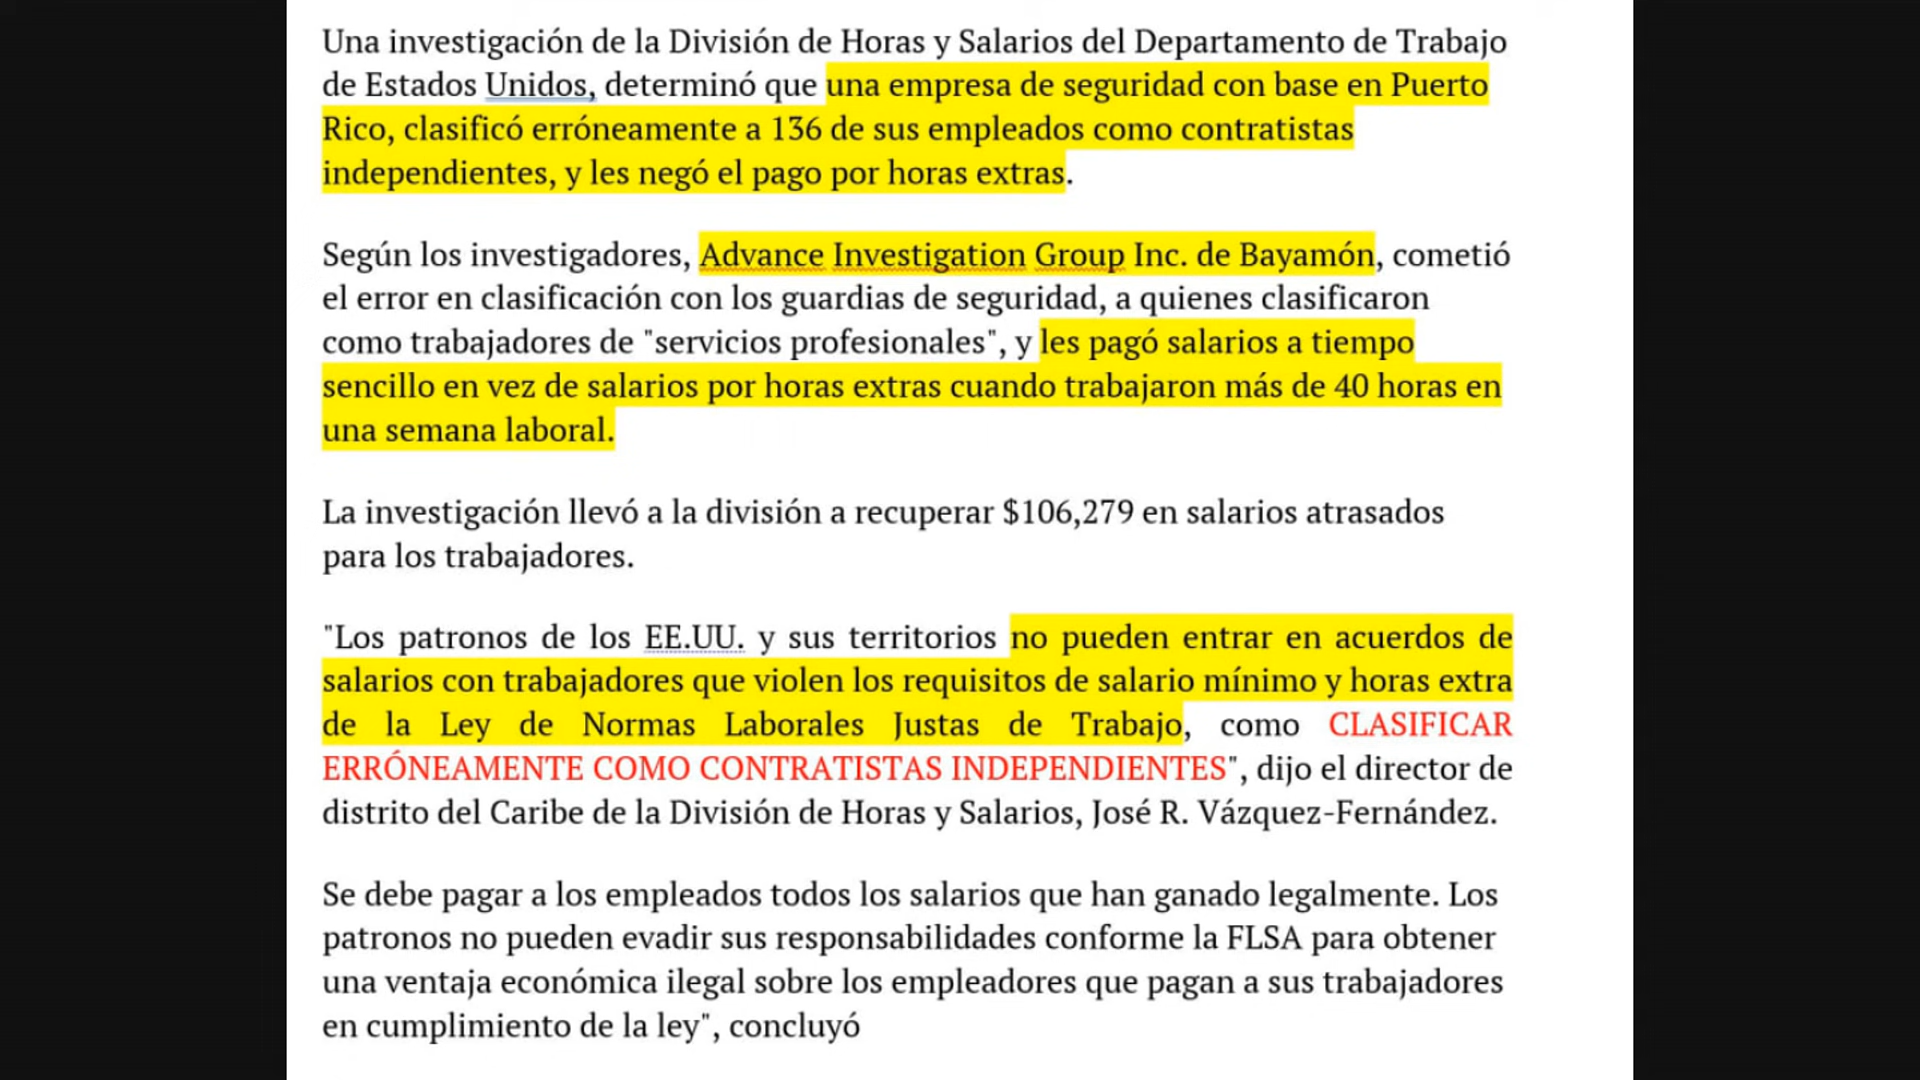 Una investigación de la División de Horas y Salarios del Departamento de Trabajo
de Estados Unidos, determinó que una empresa de seguridad con base en Puerto
Rico, clasificó erróneamente a 136 de sus empleados como contratistas
independientes, y les negó el pago por horas extras.
Según los investigadores, Advance Investigation Group Inc. de Bayamón, cometió
el error en clasificación con los guardias de seguridad, a quienes clasificaron
como trabajadores de "servicios profesionales", y les pagó salarios a tiempo
sencillo en vez de salarios por horas extras cuando trabajaron más de 40 horas en
una semana laboral.
La investigación llevó a la división a recuperar $106,279 en salarios atrasados
para los trabajadores.
"Los patronos de los EE.UU. y sus territorios no pueden entrar en acuerdos de
salarios con trabajadores que violen los requisitos de salario mínimo y horas extra
de la Ley de Normas Laborales Justas de Trabajo, como CLASIFICAR
ERRÓNEAMENTE COMO CONTRATISTAS INDEPENDIENTES", dijo el director de
distrito del Caribe de la División de Horas y Salarios, José R. Vázquez-Fernández.
Se debe pagar a los empleados todos los salarios que han ganado legalmente. Los
patronos no pueden evadir sus responsabilidades conforme la FLSA para obtener
una ventaja económica ilegal sobre los empleadores que pagan a sus trabajadores
en cumplimiento de la ley", concluyó